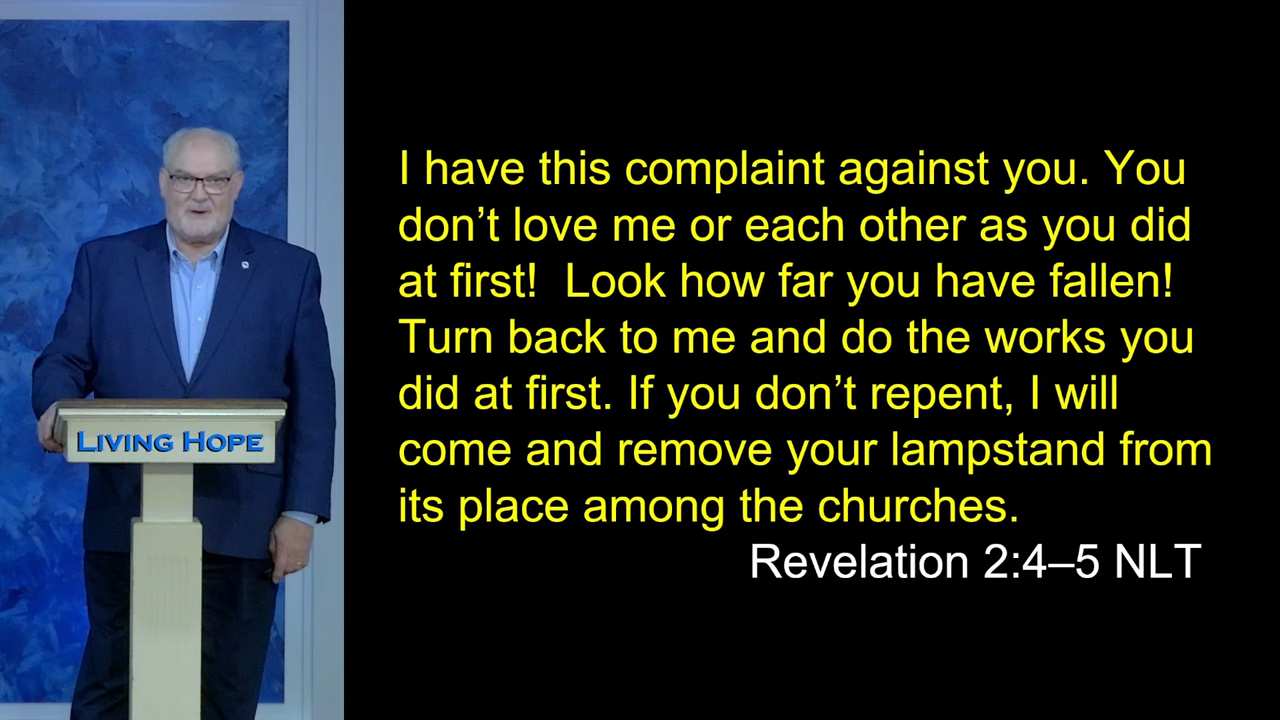 LIVING HOPE
I have this complaint against you. You
don’t love me or each other as you did
at first!  Look how far you have fallen!
Turn back to me and do the works you
did at first. If you don’t repent, I will
come and remove your lampstand from
its place among the churches.
Revelation 2:4–5 NLT